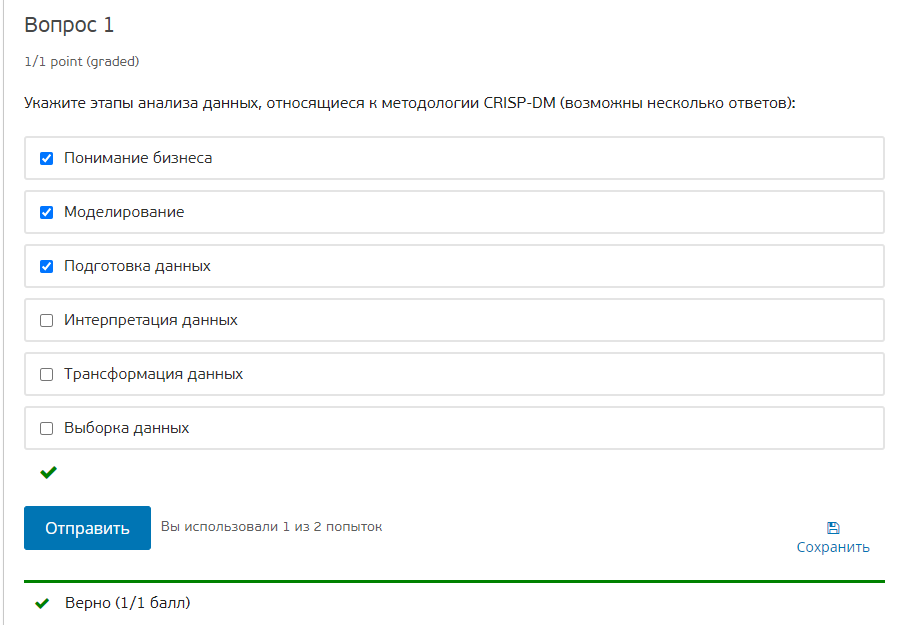 Вопрос 1
1/1 point (graded)
Укажите этапы анализа данных, относящиеся к методологии CRISP-DM (возможны несколько ответов):
Понимание бизнеса
Моделирование
Подготовка данных
Интерпретация данных
Трансформация данных
Выборка данных
Отправить
Вы использовали 1 из 2 попыток
Сохранить
Верно (1/1 балл)